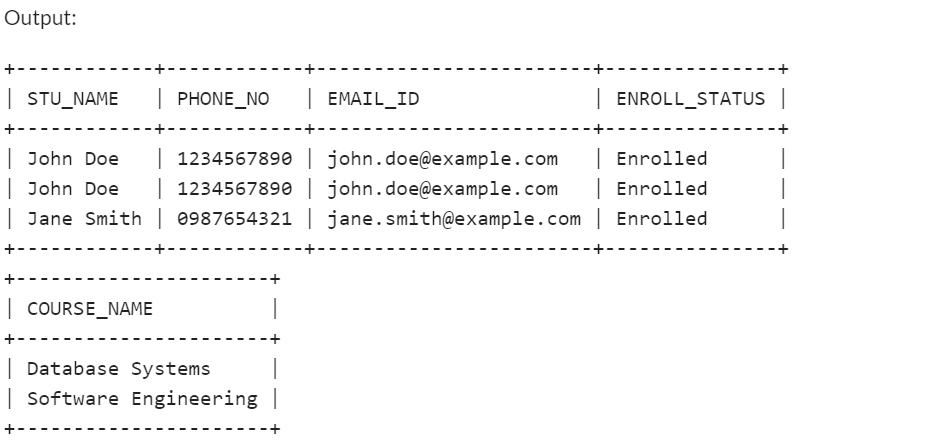 Output:
+------------+------------+------------------------+---------------+
| STU_NAME   | PHONE_NO   | EMAIL_ID               | ENROLL_STATUS |
+------------+------------+------------------------+---------------+
| John Doe   | 1234567890 | john.doe@example.com   | Enrolled      |
| John Doe   | 1234567890 | john.doe@example.com   | Enrolled      |
| Jane Smith | 0987654321 | jane.smith@example.com | Enrolled      |
+------------+------------+------------------------+---------------+
+----------------------+
| COURSE_NAME          |
+----------------------+
| Database Systems     |
| Software Engineering |
+----------------------+